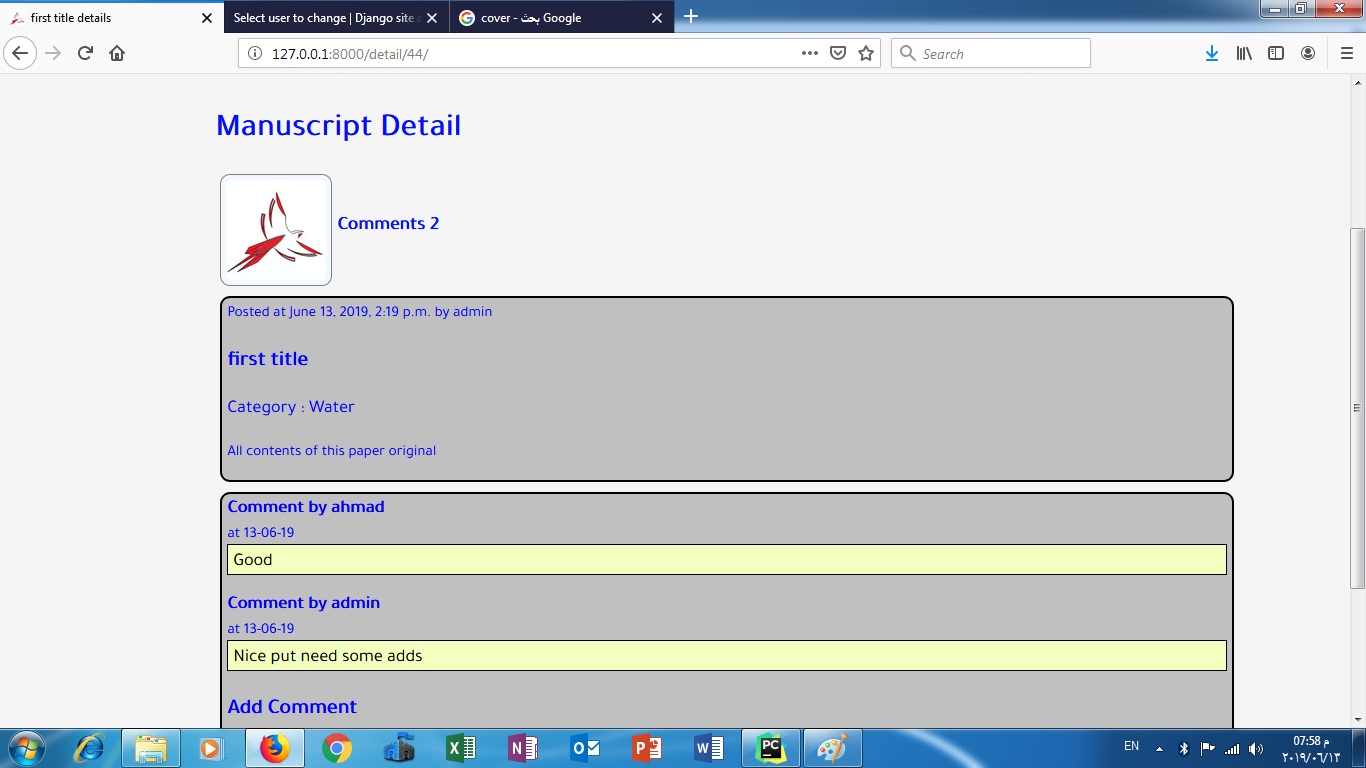 first title details
Select user to change | Django site a
cover - بحث Google
127.0.0.1:8000/detail/44/
Search
Manuscript Detail
Comments 2
Posted at June 13, 2019, 2:19 p.m. by admin
first title
Category : Water
All contents of this paper original
Comment by ahmad
at 13-06-19
Good
Comment by admin
at 13-06-19
Nice put need some adds
Add Comment
EN
07:58 م
٢٠١٩/٠٦/١٣